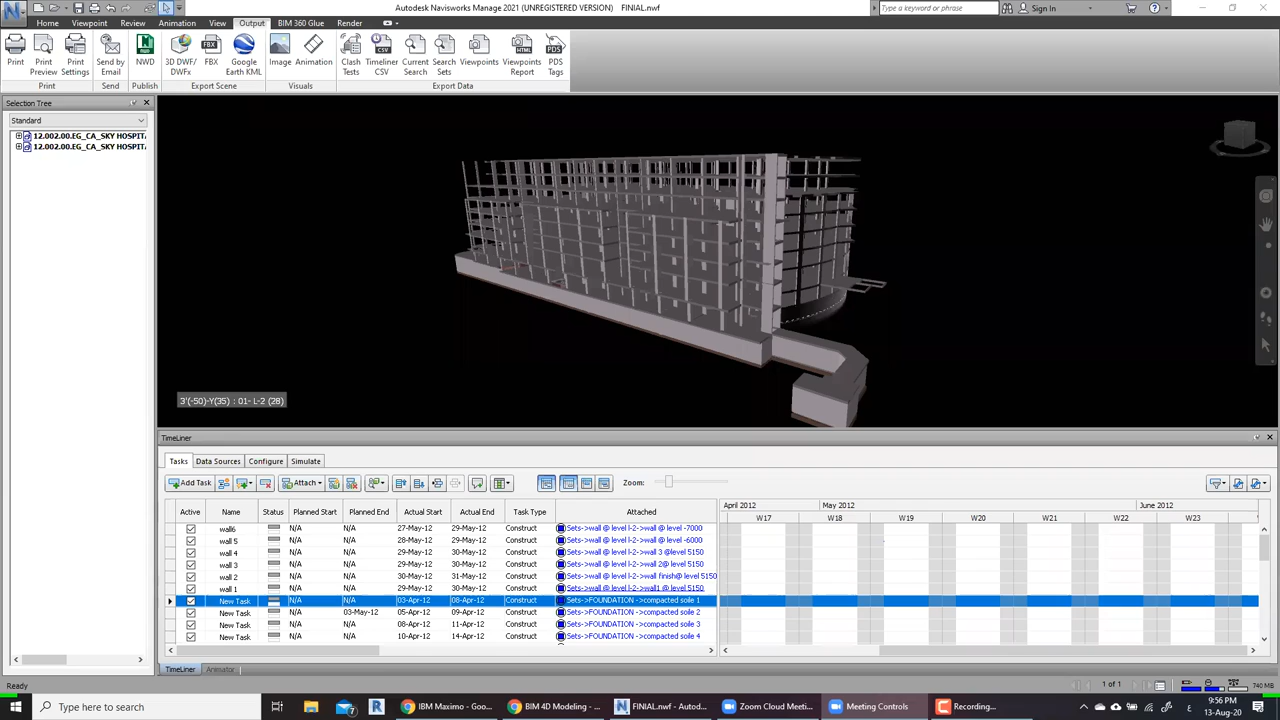 Autodesk Navisworks Manage 2021 (UNREGISTERED VERSION) FINIAL.nwf
Type a keyword or phrase
Sign In
Home Viewpoint Review Animation View Output BIM 360 Glue Render
Print Print Preview Print Settings Send by Email NWD 3D DWF/DWFx FBX Google Earth KML Image Animation Clash Tests Timeliner CSV Current Search Search Sets Viewpoints Viewpoints Report PDS Tags
Print Send Publish Export Scene Visuals Export Data
Selection Tree
Standard
12.002.00.EG_CA_SKY HOSPIT
12.002.00.EG_CA_SKY HOSPIT
3'(-50)-Y(35) : 01- L-2 (28)
TimeLiner
Tasks Data Sources Configure Simulate
Add Task Attach Zoom:
Active Name Status Planned Start Planned End Actual Start Actual End Task Type Attached
April 2012 May 2012 June 2012
W17 W18 W19 W20 W21 W22 W23
wall6 N/A N/A 27-May-12 29-May-12 Construct Sets->wall @ level l-2->wall @ level -7000
wall 5 N/A N/A 28-May-12 29-May-12 Construct Sets->wall @ level l-2->wall @ level -6000
wall 4 N/A N/A 29-May-12 30-May-12 Construct Sets->wall @ level l-2->wall 3 @level 5150
wall 3 N/A N/A 29-May-12 30-May-12 Construct Sets->wall @ level l-2->wall 2@ level 5150
wall 2 N/A N/A 30-May-12 31-May-12 Construct Sets->wall @ level l-2->wall finish@ level 5150
wall 1 N/A N/A 29-May-12 30-May-12 Construct Sets->wall @ level l-2->wall1 @ level 5150
New Task N/A N/A 03-Apr-12 08-Apr-12 Construct Sets->FOUNDATION ->compacted soile 1
New Task N/A 03-May-12 05-Apr-12 09-Apr-12 Construct Sets->FOUNDATION ->compacted soile 2
New Task N/A N/A 08-Apr-12 11-Apr-12 Construct Sets->FOUNDATION ->compacted soile 3
New Task N/A N/A 10-Apr-12 14-Apr-12 Construct Sets->FOUNDATION ->compacted soile 4
TimeLiner Animator
Ready
1 of 1
740 MB
Type here to search
IBM Maximo - Goo...
BIM 4D Modeling - ...
FINIAL.nwf - Autod...
Zoom Cloud Meeti...
Meeting Controls
Recording...
9:56 PM
13-Aug-20